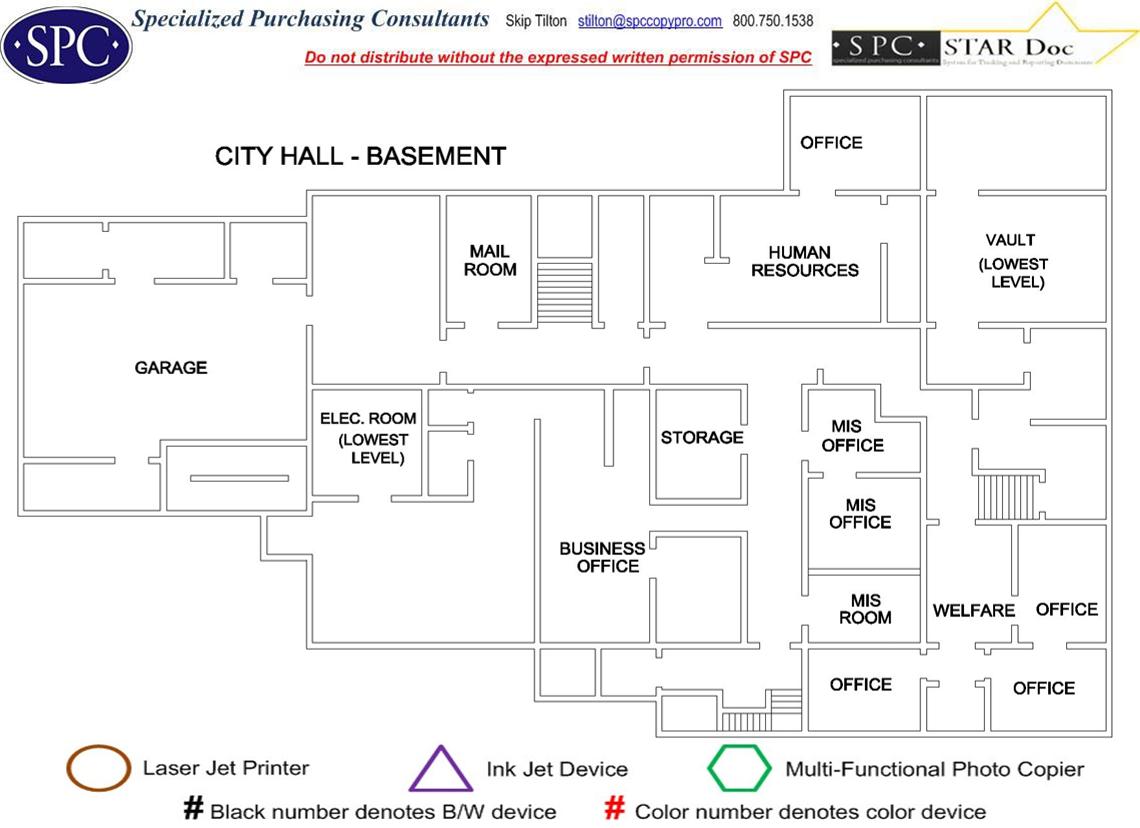 Specialized Purchasing Consultants Skip Tilton stilton@spccopypro.com 800.750.1538
·SPC·
Do not distribute without the expressed written permission of SPC
·SPC· STAR Doc
specialized purchasing consultants System for Tracking and Reporting Documents
CITY HALL - BASEMENT
OFFICE
MAIL
ROOM
HUMAN
RESOURCES
VAULT
(LOWEST
LEVEL)
GARAGE
ELEC. ROOM
(LOWEST
LEVEL)
STORAGE
MIS
OFFICE
MIS
OFFICE
BUSINESS
OFFICE
MIS
ROOM
WELFARE
OFFICE
OFFICE
OFFICE
Laser Jet Printer
Ink Jet Device
Multi-Functional Photo Copier
# Black number denotes B/W device
# Color number denotes color device